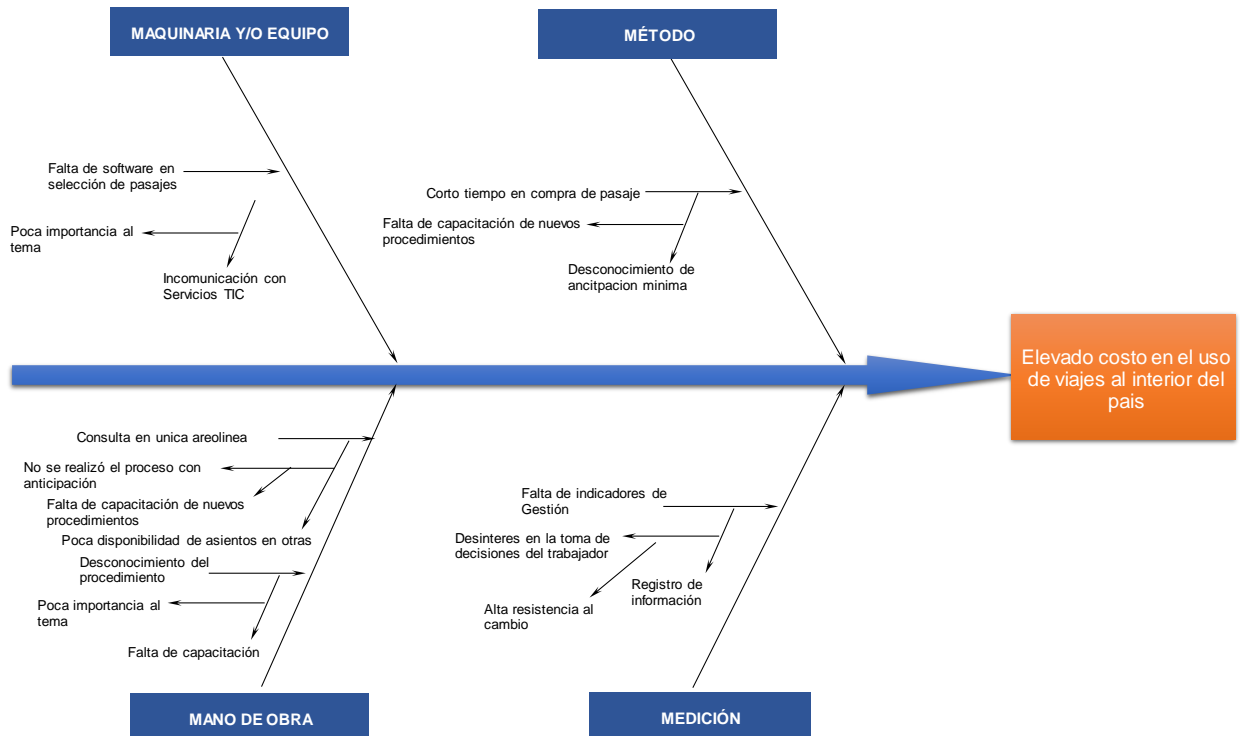 MAQUINARIA Y/O EQUIPO
MÉTODO
Falta de software en
selección de pasajes
Poca importancia al
tema
Incomunicación con
Servicios TIC
Corto tiempo en compra de pasaje
Falta de capacitación de nuevos
procedimientos
Desconocimiento de
ancitpacion minima
Elevado costo en el uso
de viajes al interior del
pais
Consulta en unica areolinea
No se realizó el proceso con
anticipación
Falta de capacitación de nuevos
procedimientos
Poca disponibilidad de asientos en otras
Desconocimiento del
procedimiento
Poca importancia al
tema
Falta de capacitación
Falta de indicadores de
Gestión
Desinteres en la toma de
decisiones del trabajador
Registro de
información
Alta resistencia al
cambio
MANO DE OBRA
MEDICIÓN